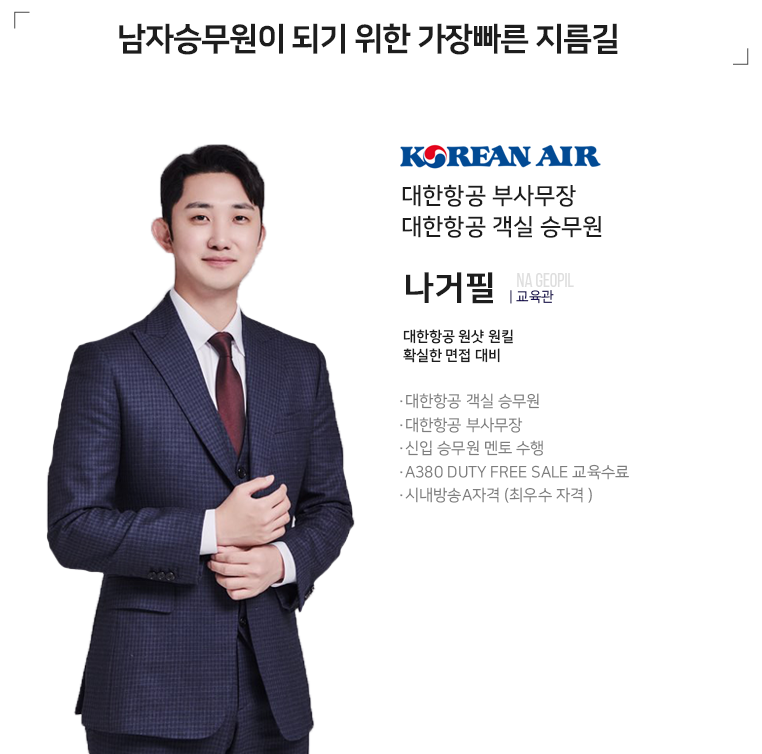 남자승무원이 되기 위한 가장빠른 지름길
KOREAN AIR
대한항공 부사무장
대한항공 객실 승무원
나거필 NA GEOPIL
| 교육관
대한항공 원샷 원킬
확실한 면접 대비
·대한항공 객실 승무원
·대한항공 부사무장
·신입 승무원 멘토 수행
·A380 DUTY FREE SALE 교육수료
·시내방송A자격 (최우수 자격 )